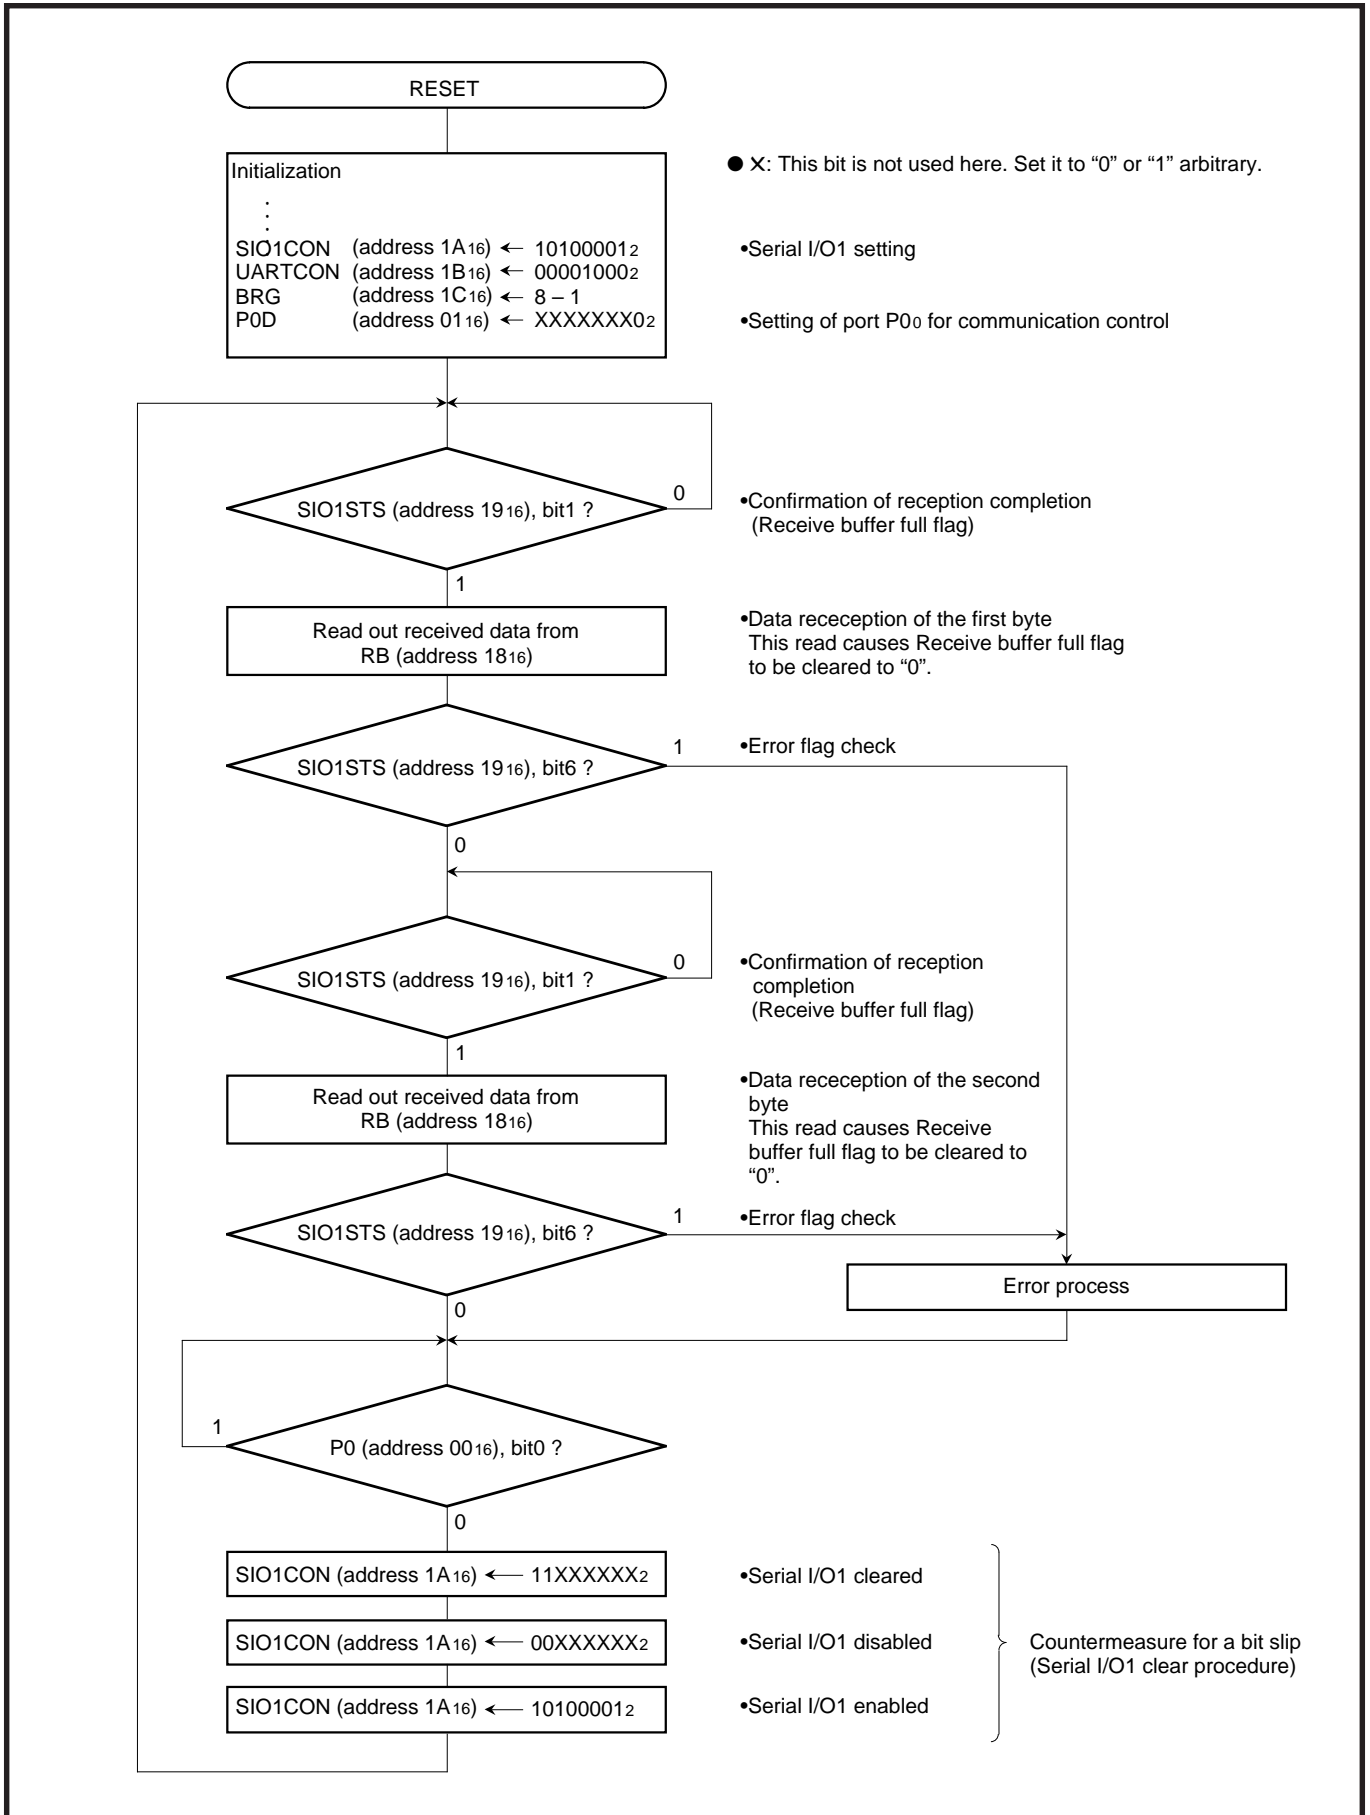 RESET
Initialization
SIO1CON (address 1A16) ← 101000012
UARTCON (address 1B16) ← 000010002
BRG (address 1C16) ← 8 – 1
P0D (address 0116) ← XXXXXXX02
● X: This bit is not used here. Set it to “0” or “1” arbitrary.
•Serial I/O1 setting
•Setting of port P00 for communication control
SIO1STS (address 1916), bit1 ?
0
1
•Confirmation of reception completion
(Receive buffer full flag)
Read out received data from
RB (address 1816)
•Data receception of the first byte
This read causes Receive buffer full flag
to be cleared to “0”.
SIO1STS (address 1916), bit6 ?
1
0
•Error flag check
SIO1STS (address 1916), bit1 ?
0
1
•Confirmation of reception
completion
(Receive buffer full flag)
Read out received data from
RB (address 1816)
•Data receception of the second
byte
This read causes Receive
buffer full flag to be cleared to
“0”.
SIO1STS (address 1916), bit6 ?
1
0
•Error flag check
Error process
P0 (address 0016), bit0 ?
1
0
SIO1CON (address 1A16) ← 11XXXXXX2
•Serial I/O1 cleared
SIO1CON (address 1A16) ← 00XXXXXX2
•Serial I/O1 disabled
SIO1CON (address 1A16) ← 101000012
•Serial I/O1 enabled
Countermeasure for a bit slip
(Serial I/O1 clear procedure)